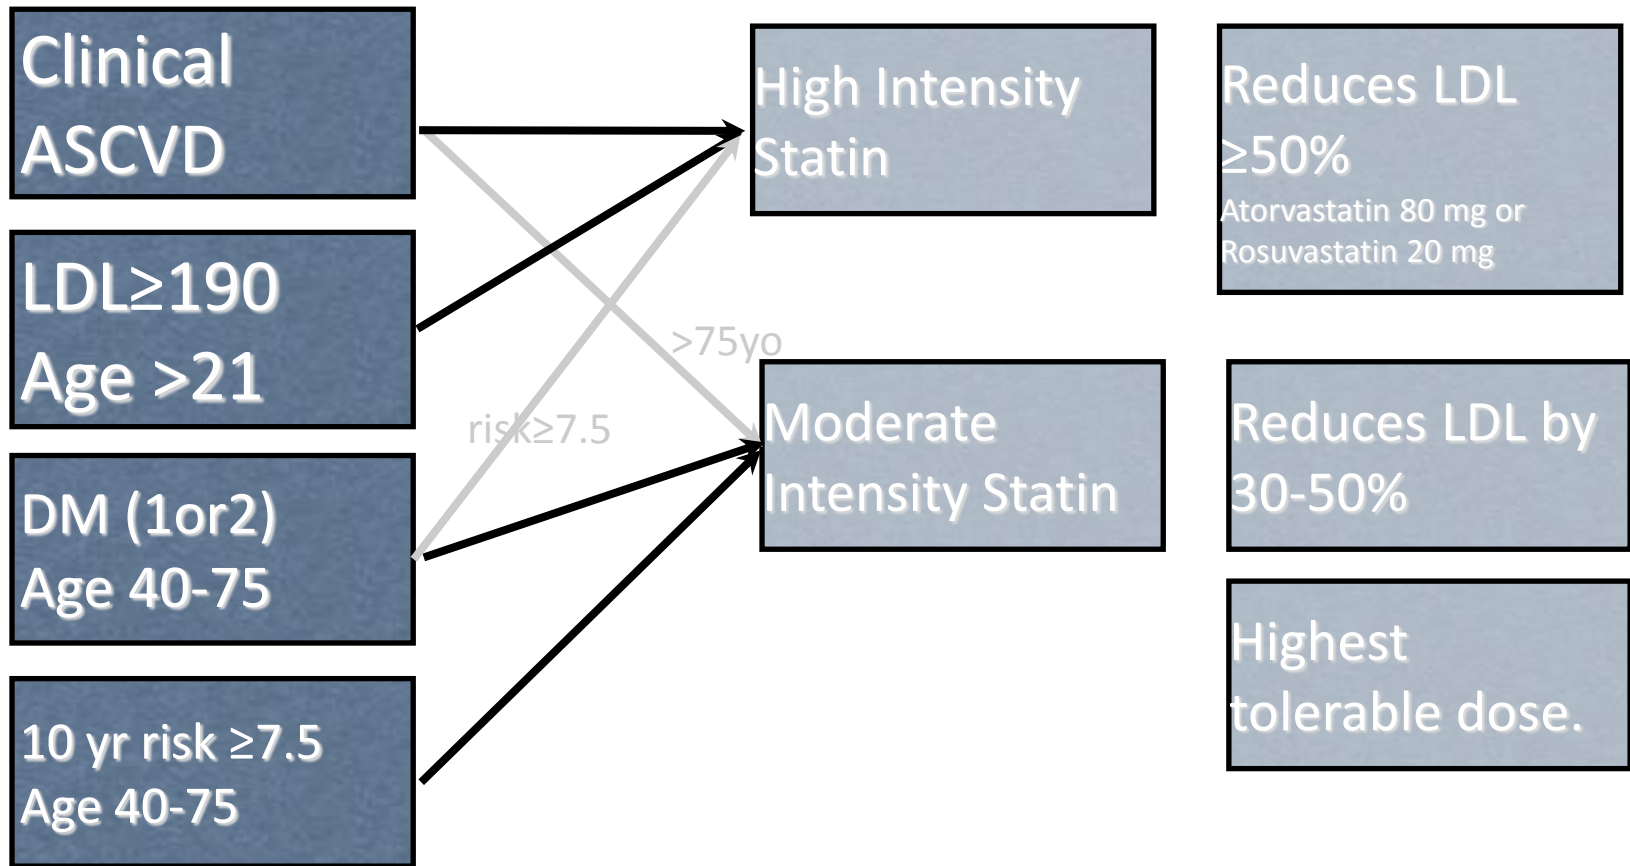 Clinical
ASCVD
LDL≥190
Age >21
DM (1or2)
Age 40-75
10 yr risk ≥7.5
Age 40-75
>75yo
risk≥7.5
High Intensity
Statin
Moderate
Intensity Statin
Reduces LDL
≥50%
Atorvastatin 80 mg or
Rosuvastatin 20 mg
Reduces LDL by
30-50%
Highest
tolerable dose.